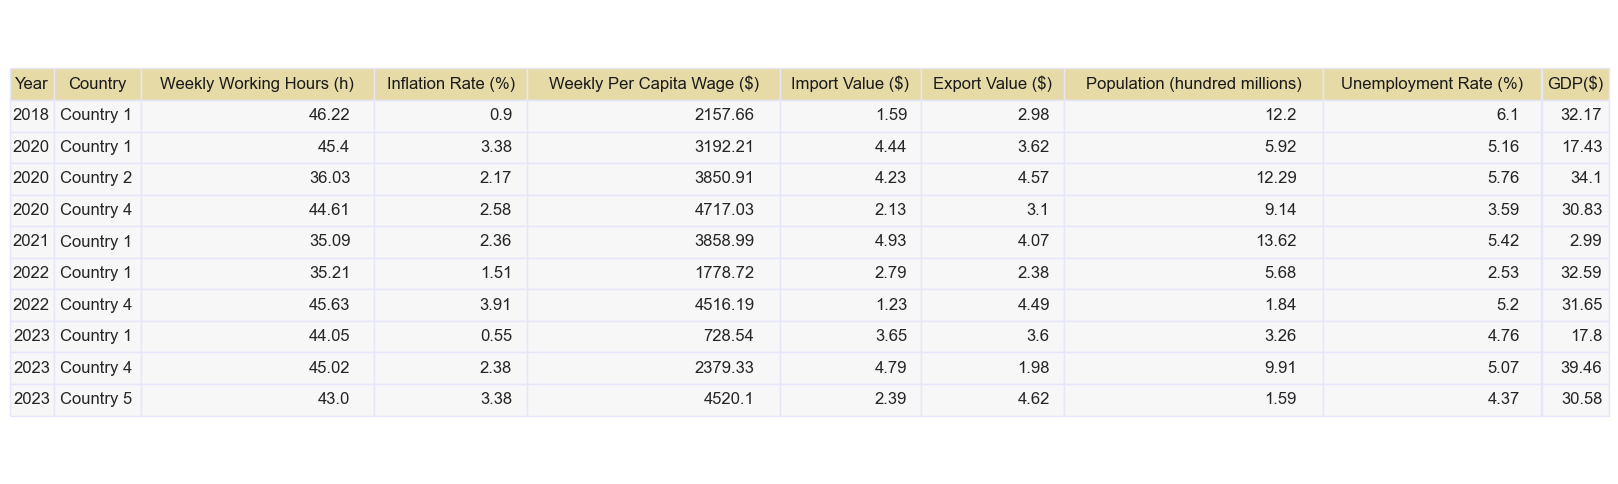 Year Country Weekly Working Hours (h) Inflation Rate (%) Weekly Per Capita Wage ($) Import Value ($) Export Value ($) Population (hundred millions) Unemployment Rate (%) GDP($)
2018 Country 1 46.22 0.9 2157.66 1.59 2.98 12.2 6.1 32.17
2020 Country 1 45.4 3.38 3192.21 4.44 3.62 5.92 5.16 17.43
2020 Country 2 36.03 2.17 3850.91 4.23 4.57 12.29 5.76 34.1
2020 Country 4 44.61 2.58 4717.03 2.13 3.1 9.14 3.59 30.83
2021 Country 1 35.09 2.36 3858.99 4.93 4.07 13.62 5.42 2.99
2022 Country 1 35.21 1.51 1778.72 2.79 2.38 5.68 2.53 32.59
2022 Country 4 45.63 3.91 4516.19 1.23 4.49 1.84 5.2 31.65
2023 Country 1 44.05 0.55 728.54 3.65 3.6 3.26 4.76 17.8
2023 Country 4 45.02 2.38 2379.33 4.79 1.98 9.91 5.07 39.46
2023 Country 5 43.0 3.38 4520.1 2.39 4.62 1.59 4.37 30.58